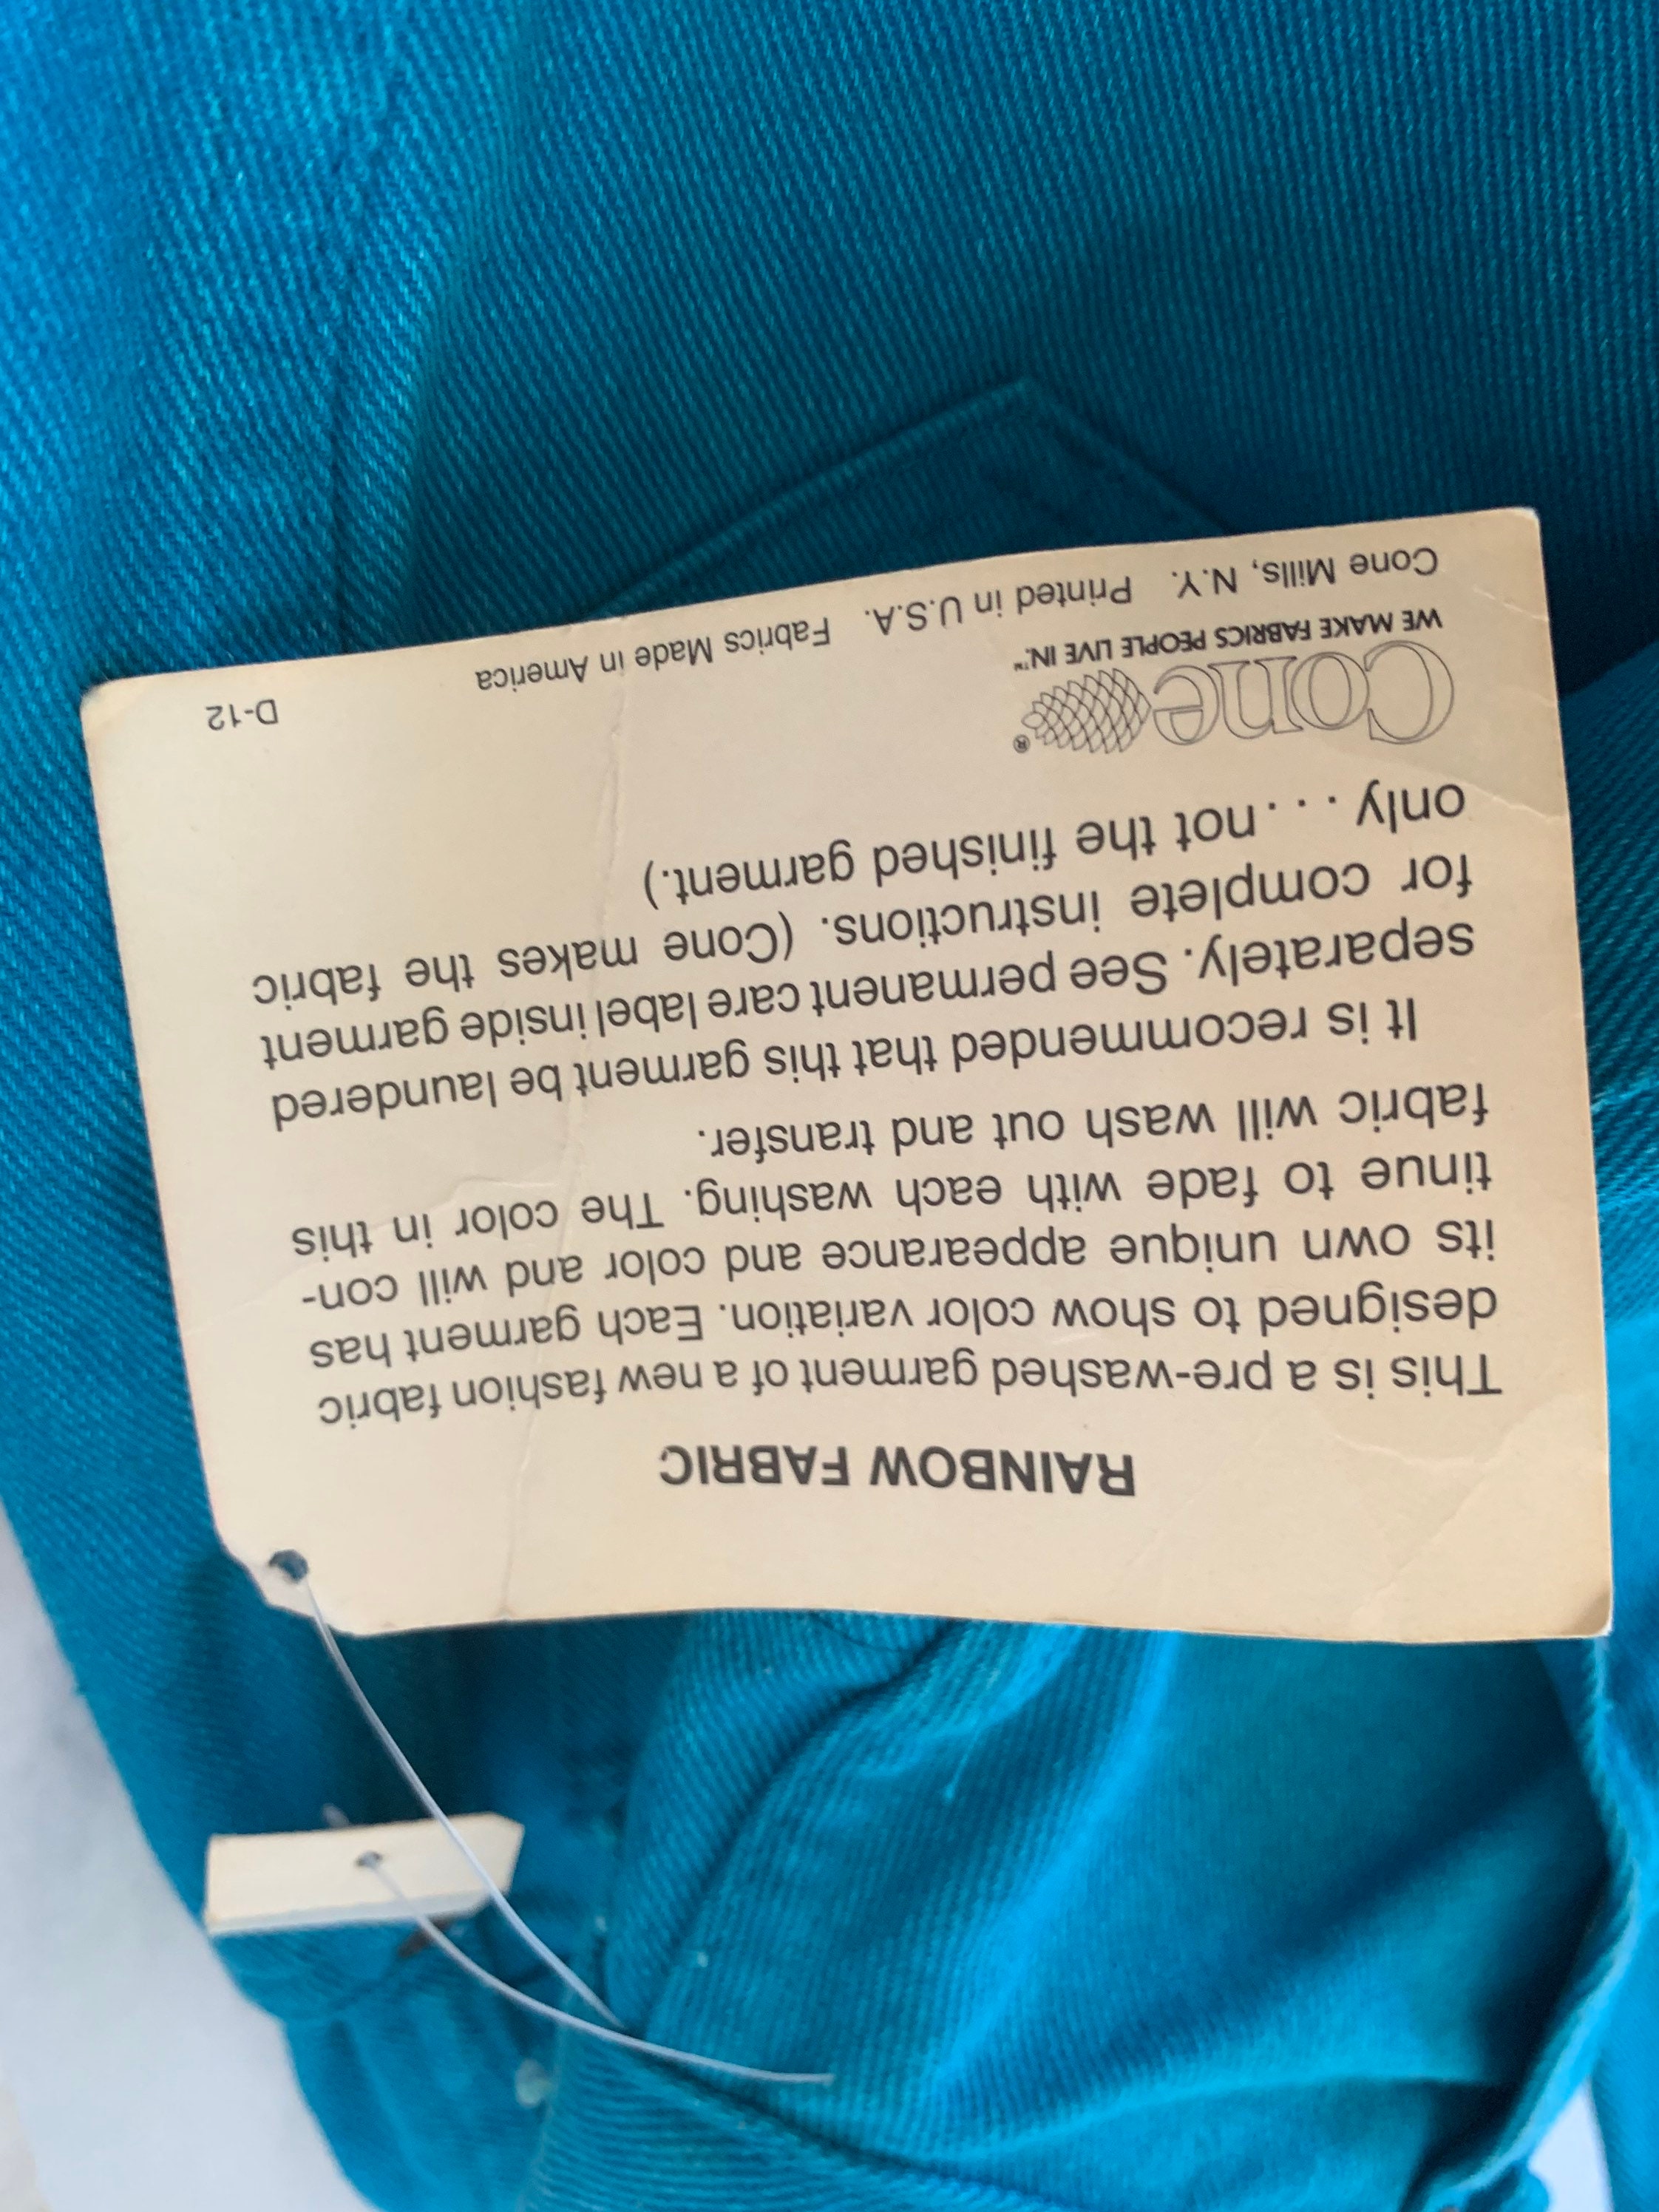 RAINBOW FABRIC
This is a pre-washed garment of a new fashion fabric
designed to show color variation. Each garment has
its own unique appearance and color and will con-
tinue to fade with each washing. The color in this
fabric will wash out and transfer.
It is recommended that this garment be laundered
separately. See permanent care label inside garment
for complete instructions. (Cone makes the fabric
only . . . not the finished garment.)
Cone®
WE MAKE FABRICS PEOPLE LIVE IN.™
Cone Mills, N.Y. Printed in U.S.A. Fabrics Made in America D-12